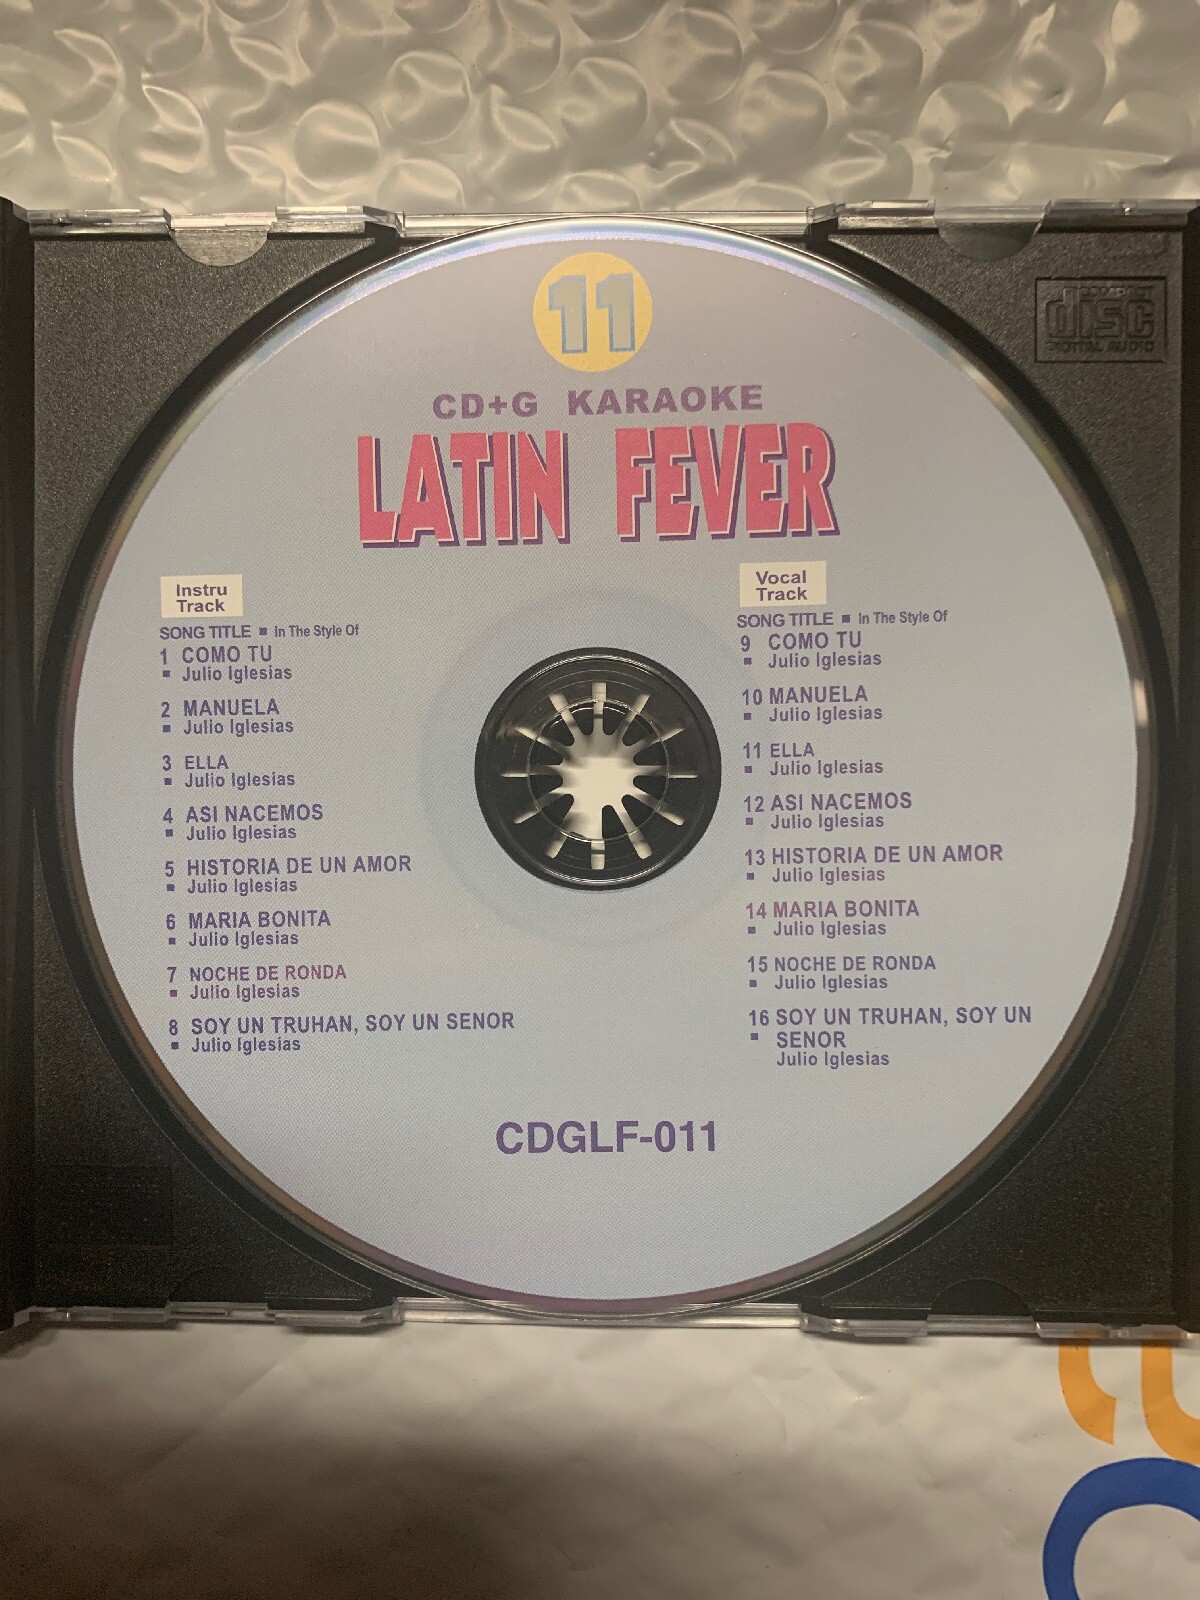 11
COMPACT
disc
DIGITAL AUDIO
CD+G KARAOKE
LATIN FEVER
Instru
Track
SONG TITLE ■ In The Style Of
1 COMO TU
■ Julio Iglesias
2 MANUELA
■ Julio Iglesias
3 ELLA
■ Julio Iglesias
4 ASI NACEMOS
■ Julio Iglesias
5 HISTORIA DE UN AMOR
■ Julio Iglesias
6 MARIA BONITA
■ Julio Iglesias
7 NOCHE DE RONDA
■ Julio Iglesias
8 SOY UN TRUHAN, SOY UN SENOR
■ Julio Iglesias
Vocal
Track
SONG TITLE ■ In The Style Of
9 COMO TU
■ Julio Iglesias
10 MANUELA
■ Julio Iglesias
11 ELLA
■ Julio Iglesias
12 ASI NACEMOS
■ Julio Iglesias
13 HISTORIA DE UN AMOR
■ Julio Iglesias
14 MARIA BONITA
■ Julio Iglesias
15 NOCHE DE RONDA
■ Julio Iglesias
16 SOY UN TRUHAN, SOY UN
■ SENOR
Julio Iglesias
CDGLF-011